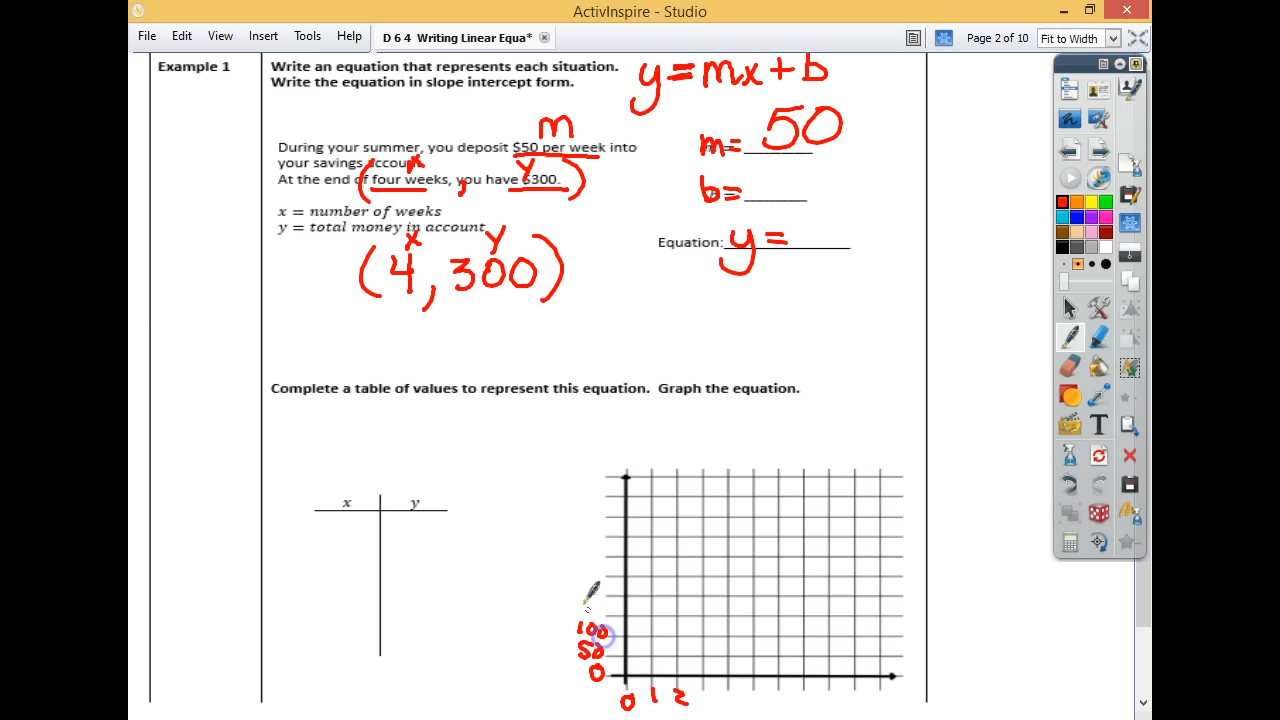 ActivInspire - Studio
File Edit View Insert Tools Help D 6 4 Writing Linear Equa* Page 2 of 10 Fit to Width
Example 1
Write an equation that represents each situation.
Write the equation in slope intercept form.
y = mx + b
m
During your summer, you deposit $50 per week into
your savings account.
x y
At the end of four weeks, you have $300.
( , )
m = 50
b =
x = number of weeks
y = total money in account
x y
(4, 300)
Equation: y =
Complete a table of values to represent this equation. Graph the equation.
x y
100
50
0
0 1 2